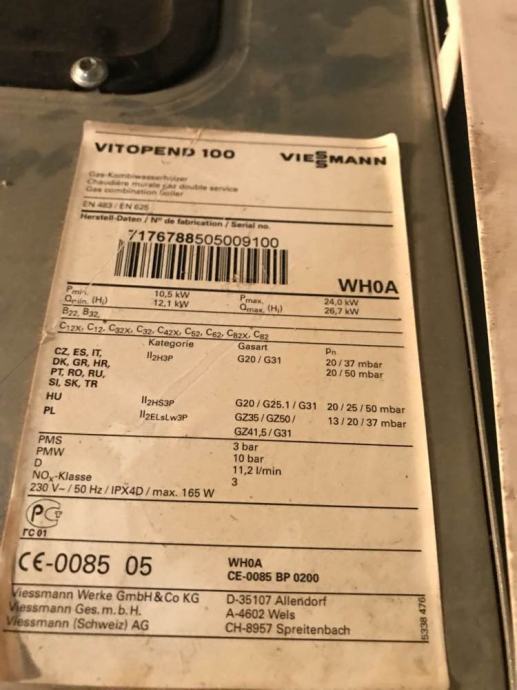 VITOPEND 100 VIESSMANN
Gas-Kombiwasserheizer
Chaudière murale gaz double service
Gas combination boiler
EN 483 / EN 625
Herstell-Daten / N° de fabrication / Serial no.
7176788505009100
WH0A
Pmin. 10,5 kW Pmax. 24,0 kW
Qmin. (Hi) 12,1 kW Qmax. (Hi) 26,7 kW
B22, B32,
C12X, C12, C32X, C32, C42X, C52, C62, C82X, C82
Kategorie Gasart pn
CZ, ES, IT, II2H3P G20 / G31 20 / 37 mbar
DK, GR, HR, 20 / 50 mbar
PT, RO, RU,
SI, SK, TR
HU II2HS3P G20 / G25.1 / G31 20 / 25 / 50 mbar
PL II2ELsLw3P GZ35 / GZ50 / 13 / 20 / 37 mbar
GZ41,5 / G31
PMS 3 bar
PMW 10 bar
D 11,2 l/min
NOx-Klasse 3
230 V~ / 50 Hz / IPX4D / max. 165 W
ГС 01
CE-0085 05
WH0A
CE-0085 BP 0200
Viessmann Werke GmbH & Co KG D-35107 Allendorf
Viessmann Ges. m. b. H. A-4602 Wels
Viessmann (Schweiz) AG CH-8957 Spreitenbach
5338 476